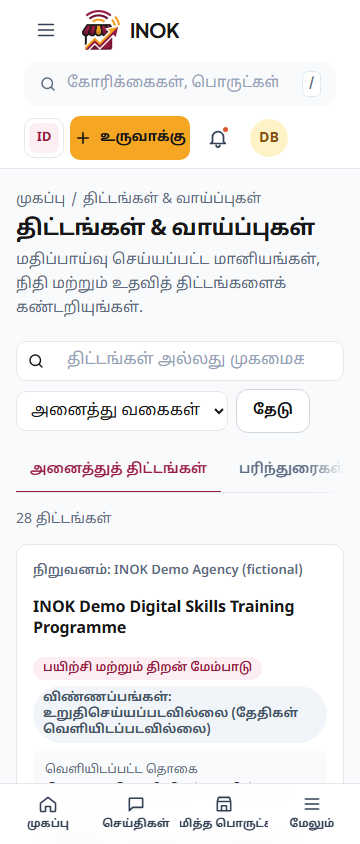 INOK
கோரிக்கைகள், பொருட்கள்
/
ID
+ உருவாக்கு
DB
முகப்பு / திட்டங்கள் & வாய்ப்புகள்
திட்டங்கள் & வாய்ப்புகள்
மதிப்பாய்வு செய்யப்பட்ட மானியங்கள்,
நிதி மற்றும் உதவித் திட்டங்களைக்
கண்டறியுங்கள்.
திட்டங்கள் அல்லது முகமைக
அனைத்து வகைகள்
தேடு
அனைத்துத் திட்டங்கள்
பரிந்துரைகள்
28 திட்டங்கள்
நிறுவனம்: INOK Demo Agency (fictional)
INOK Demo Digital Skills Training
Programme
பயிற்சி மற்றும் திறன் மேம்பாடு
விண்ணப்பங்கள்:
உறுதிசெய்யப்படவில்லை (தேதிகள்
வெளியிடப்படவில்லை)
வெளியிடப்பட்ட தொகை
முகப்பு
செய்திகள்
மித்த பொருட்க
மேலும்